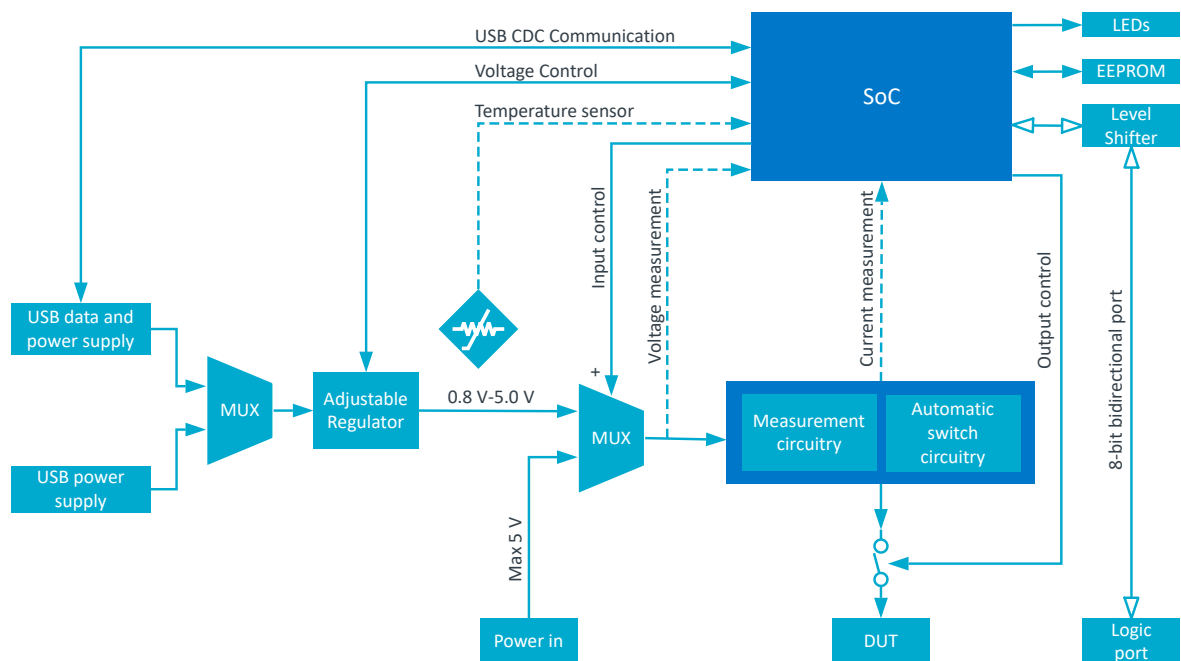 USB CDC Communication
Voltage Control
Temperature sensor
SoC
LEDs
EEPROM
Level
Shifter
Input control
Voltage measurement
Current measurement
Output control
8-bit bidirectional port
USB data and
power supply
MUX
Adjustable
Regulator
0.8 V-5.0 V
+
MUX
Measurement
circuitry
Automatic
switch
circuitry
USB power
supply
Max 5 V
Power in
DUT
Logic
port